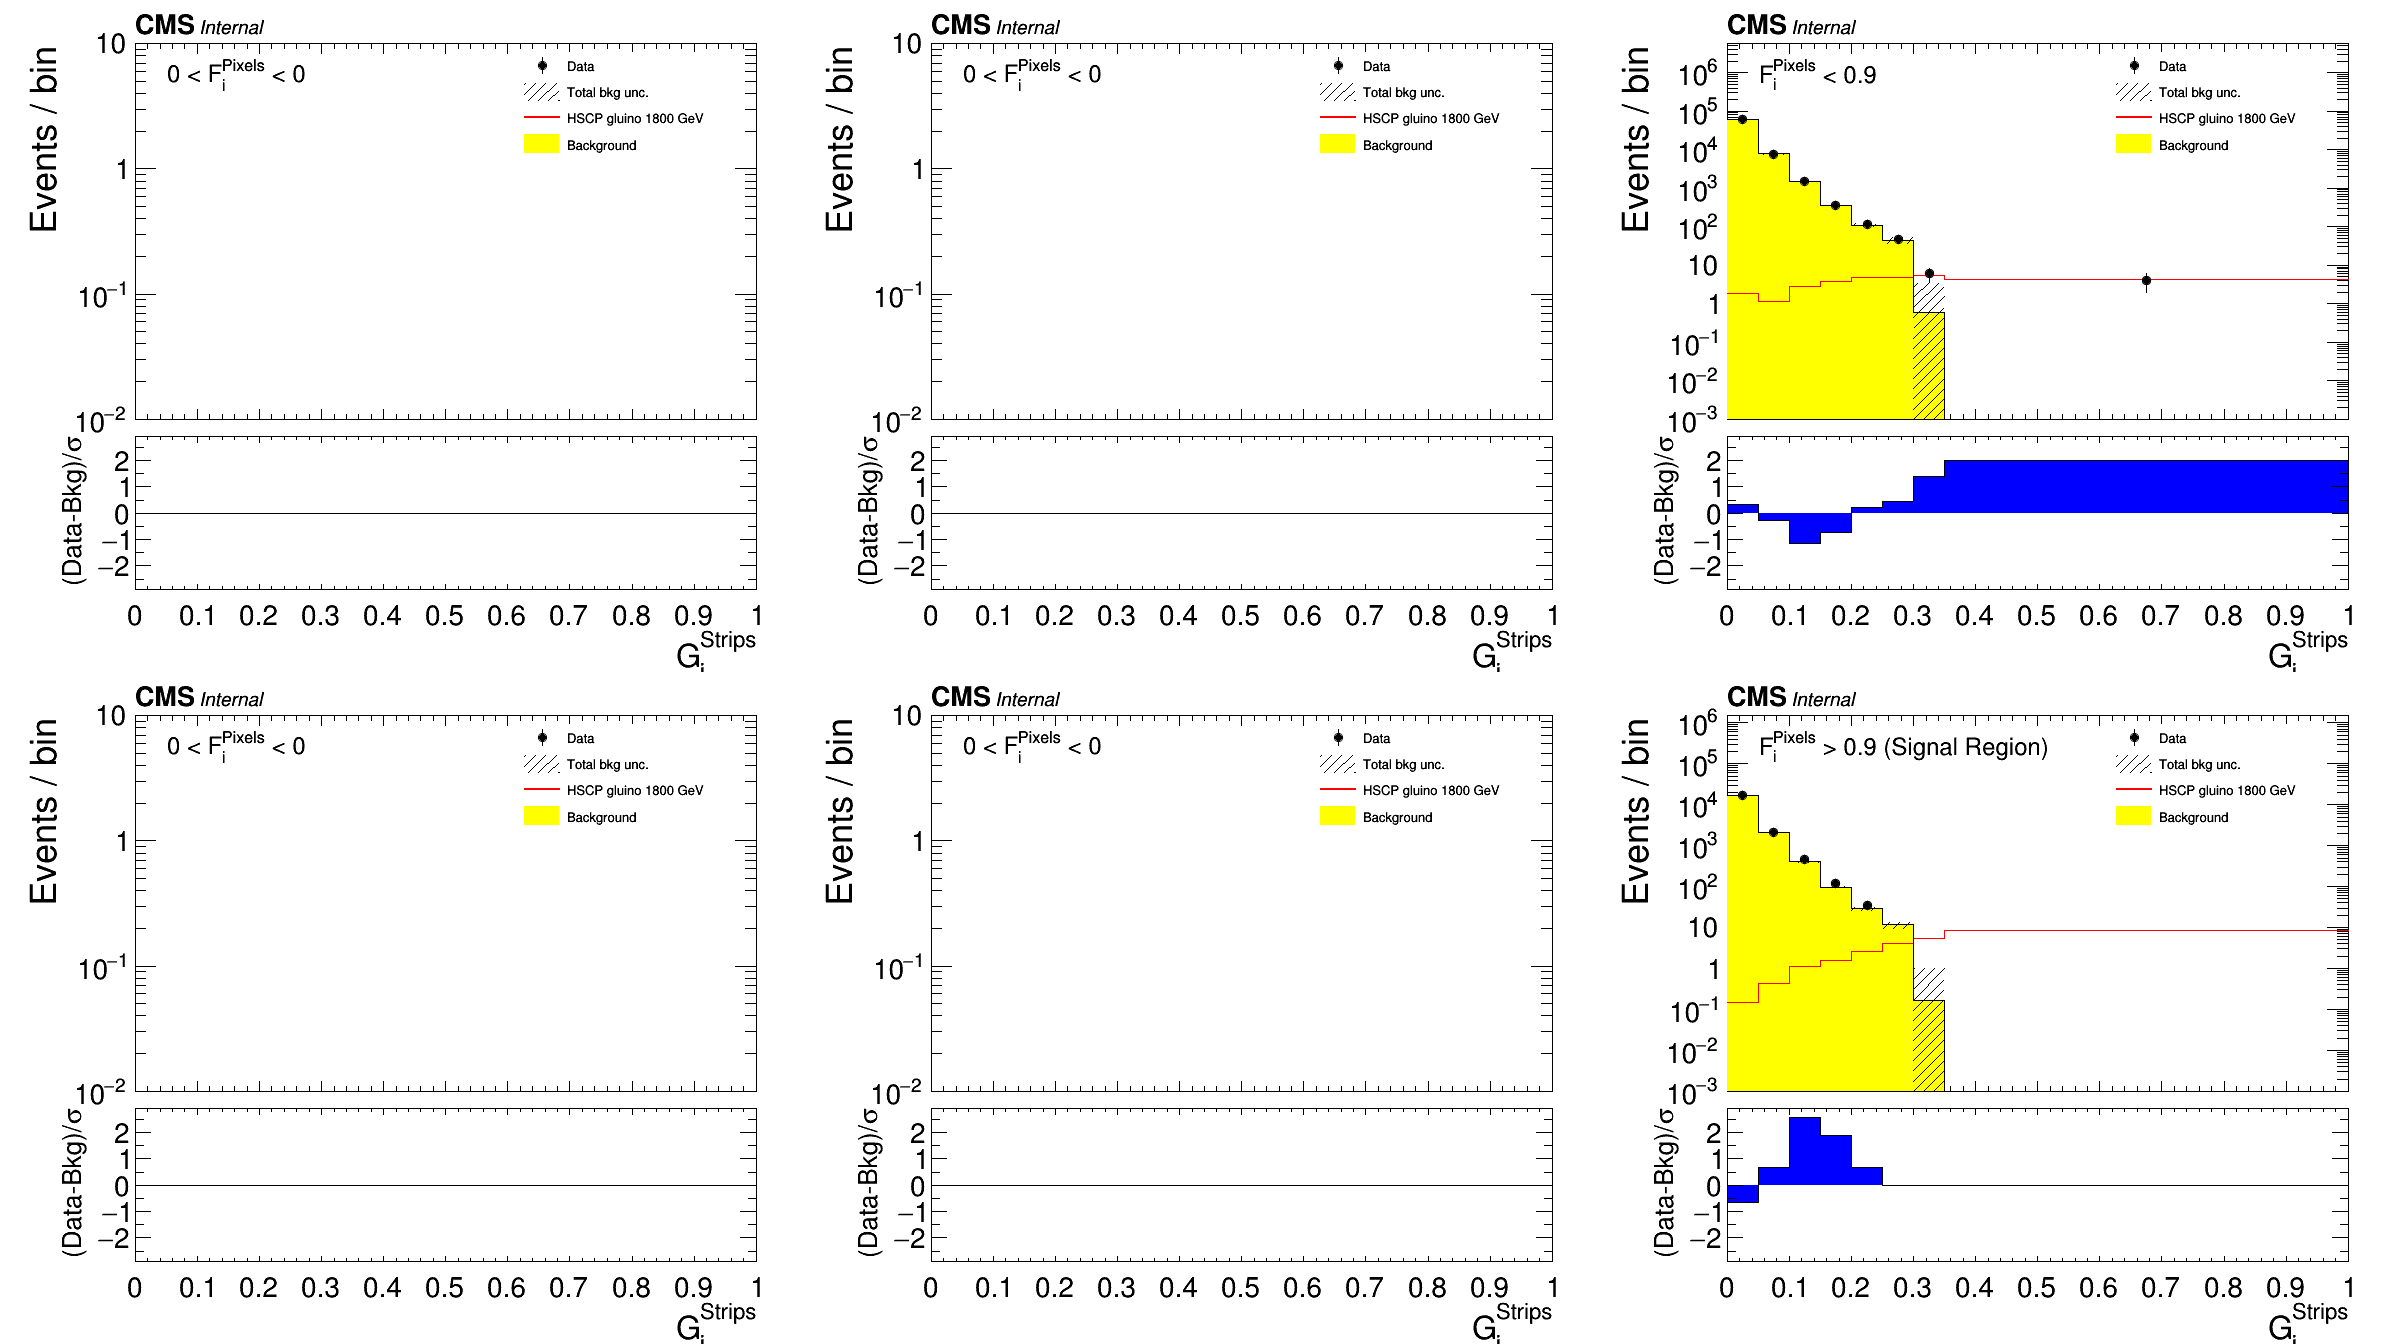 CMS Internal
Events / bin
0 < F_i^Pixels < 0
Data
Total bkg unc.
HSCP gluino 1800 GeV
Background
10
1
10^−1
10^−2
(Data-Bkg)/σ
2
1
0
−1
−2
0 0.1 0.2 0.3 0.4 0.5 0.6 0.7 0.8 0.9 1
G_i^Strips
CMS Internal
Events / bin
0 < F_i^Pixels < 0
Data
Total bkg unc.
HSCP gluino 1800 GeV
Background
10
1
10^−1
10^−2
(Data-Bkg)/σ
2
1
0
−1
−2
0 0.1 0.2 0.3 0.4 0.5 0.6 0.7 0.8 0.9 1
G_i^Strips
CMS Internal
Events / bin
F_i^Pixels < 0.9
Data
Total bkg unc.
HSCP gluino 1800 GeV
Background
10^6
10^5
10^4
10^3
10^2
10
1
10^−1
10^−2
10^−3
(Data-Bkg)/σ
2
1
0
−1
−2
0 0.1 0.2 0.3 0.4 0.5 0.6 0.7 0.8 0.9 1
G_i^Strips
CMS Internal
Events / bin
0 < F_i^Pixels < 0
Data
Total bkg unc.
HSCP gluino 1800 GeV
Background
10
1
10^−1
10^−2
(Data-Bkg)/σ
2
1
0
−1
−2
0 0.1 0.2 0.3 0.4 0.5 0.6 0.7 0.8 0.9 1
G_i^Strips
CMS Internal
Events / bin
0 < F_i^Pixels < 0
Data
Total bkg unc.
HSCP gluino 1800 GeV
Background
10
1
10^−1
10^−2
(Data-Bkg)/σ
2
1
0
−1
−2
0 0.1 0.2 0.3 0.4 0.5 0.6 0.7 0.8 0.9 1
G_i^Strips
CMS Internal
Events / bin
F_i^Pixels > 0.9 (Signal Region)
Data
Total bkg unc.
HSCP gluino 1800 GeV
Background
10^6
10^5
10^4
10^3
10^2
10
1
10^−1
10^−2
10^−3
(Data-Bkg)/σ
2
1
0
−1
−2
0 0.1 0.2 0.3 0.4 0.5 0.6 0.7 0.8 0.9 1
G_i^Strips